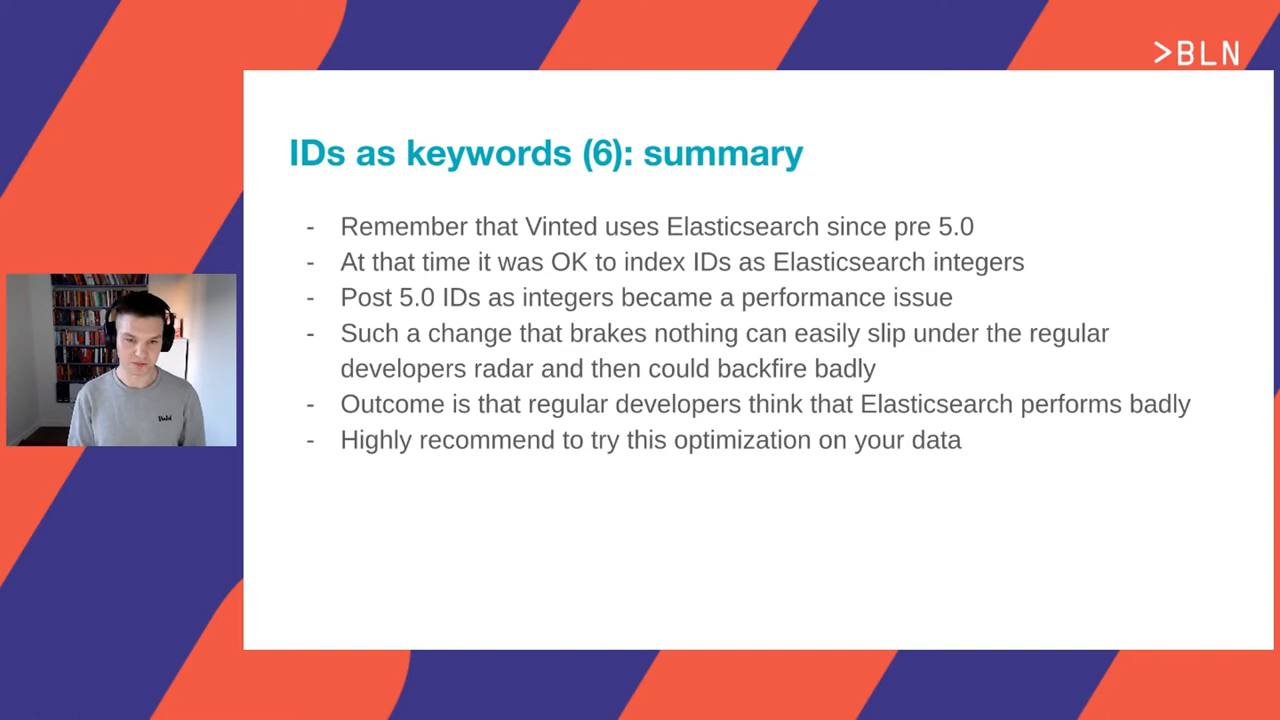 >BLN
IDs as keywords (6): summary
- Remember that Vinted uses Elasticsearch since pre 5.0
- At that time it was OK to index IDs as Elasticsearch integers
- Post 5.0 IDs as integers became a performance issue
- Such a change that brakes nothing can easily slip under the regular
developers radar and then could backfire badly
- Outcome is that regular developers think that Elasticsearch performs badly
- Highly recommend to try this optimization on your data